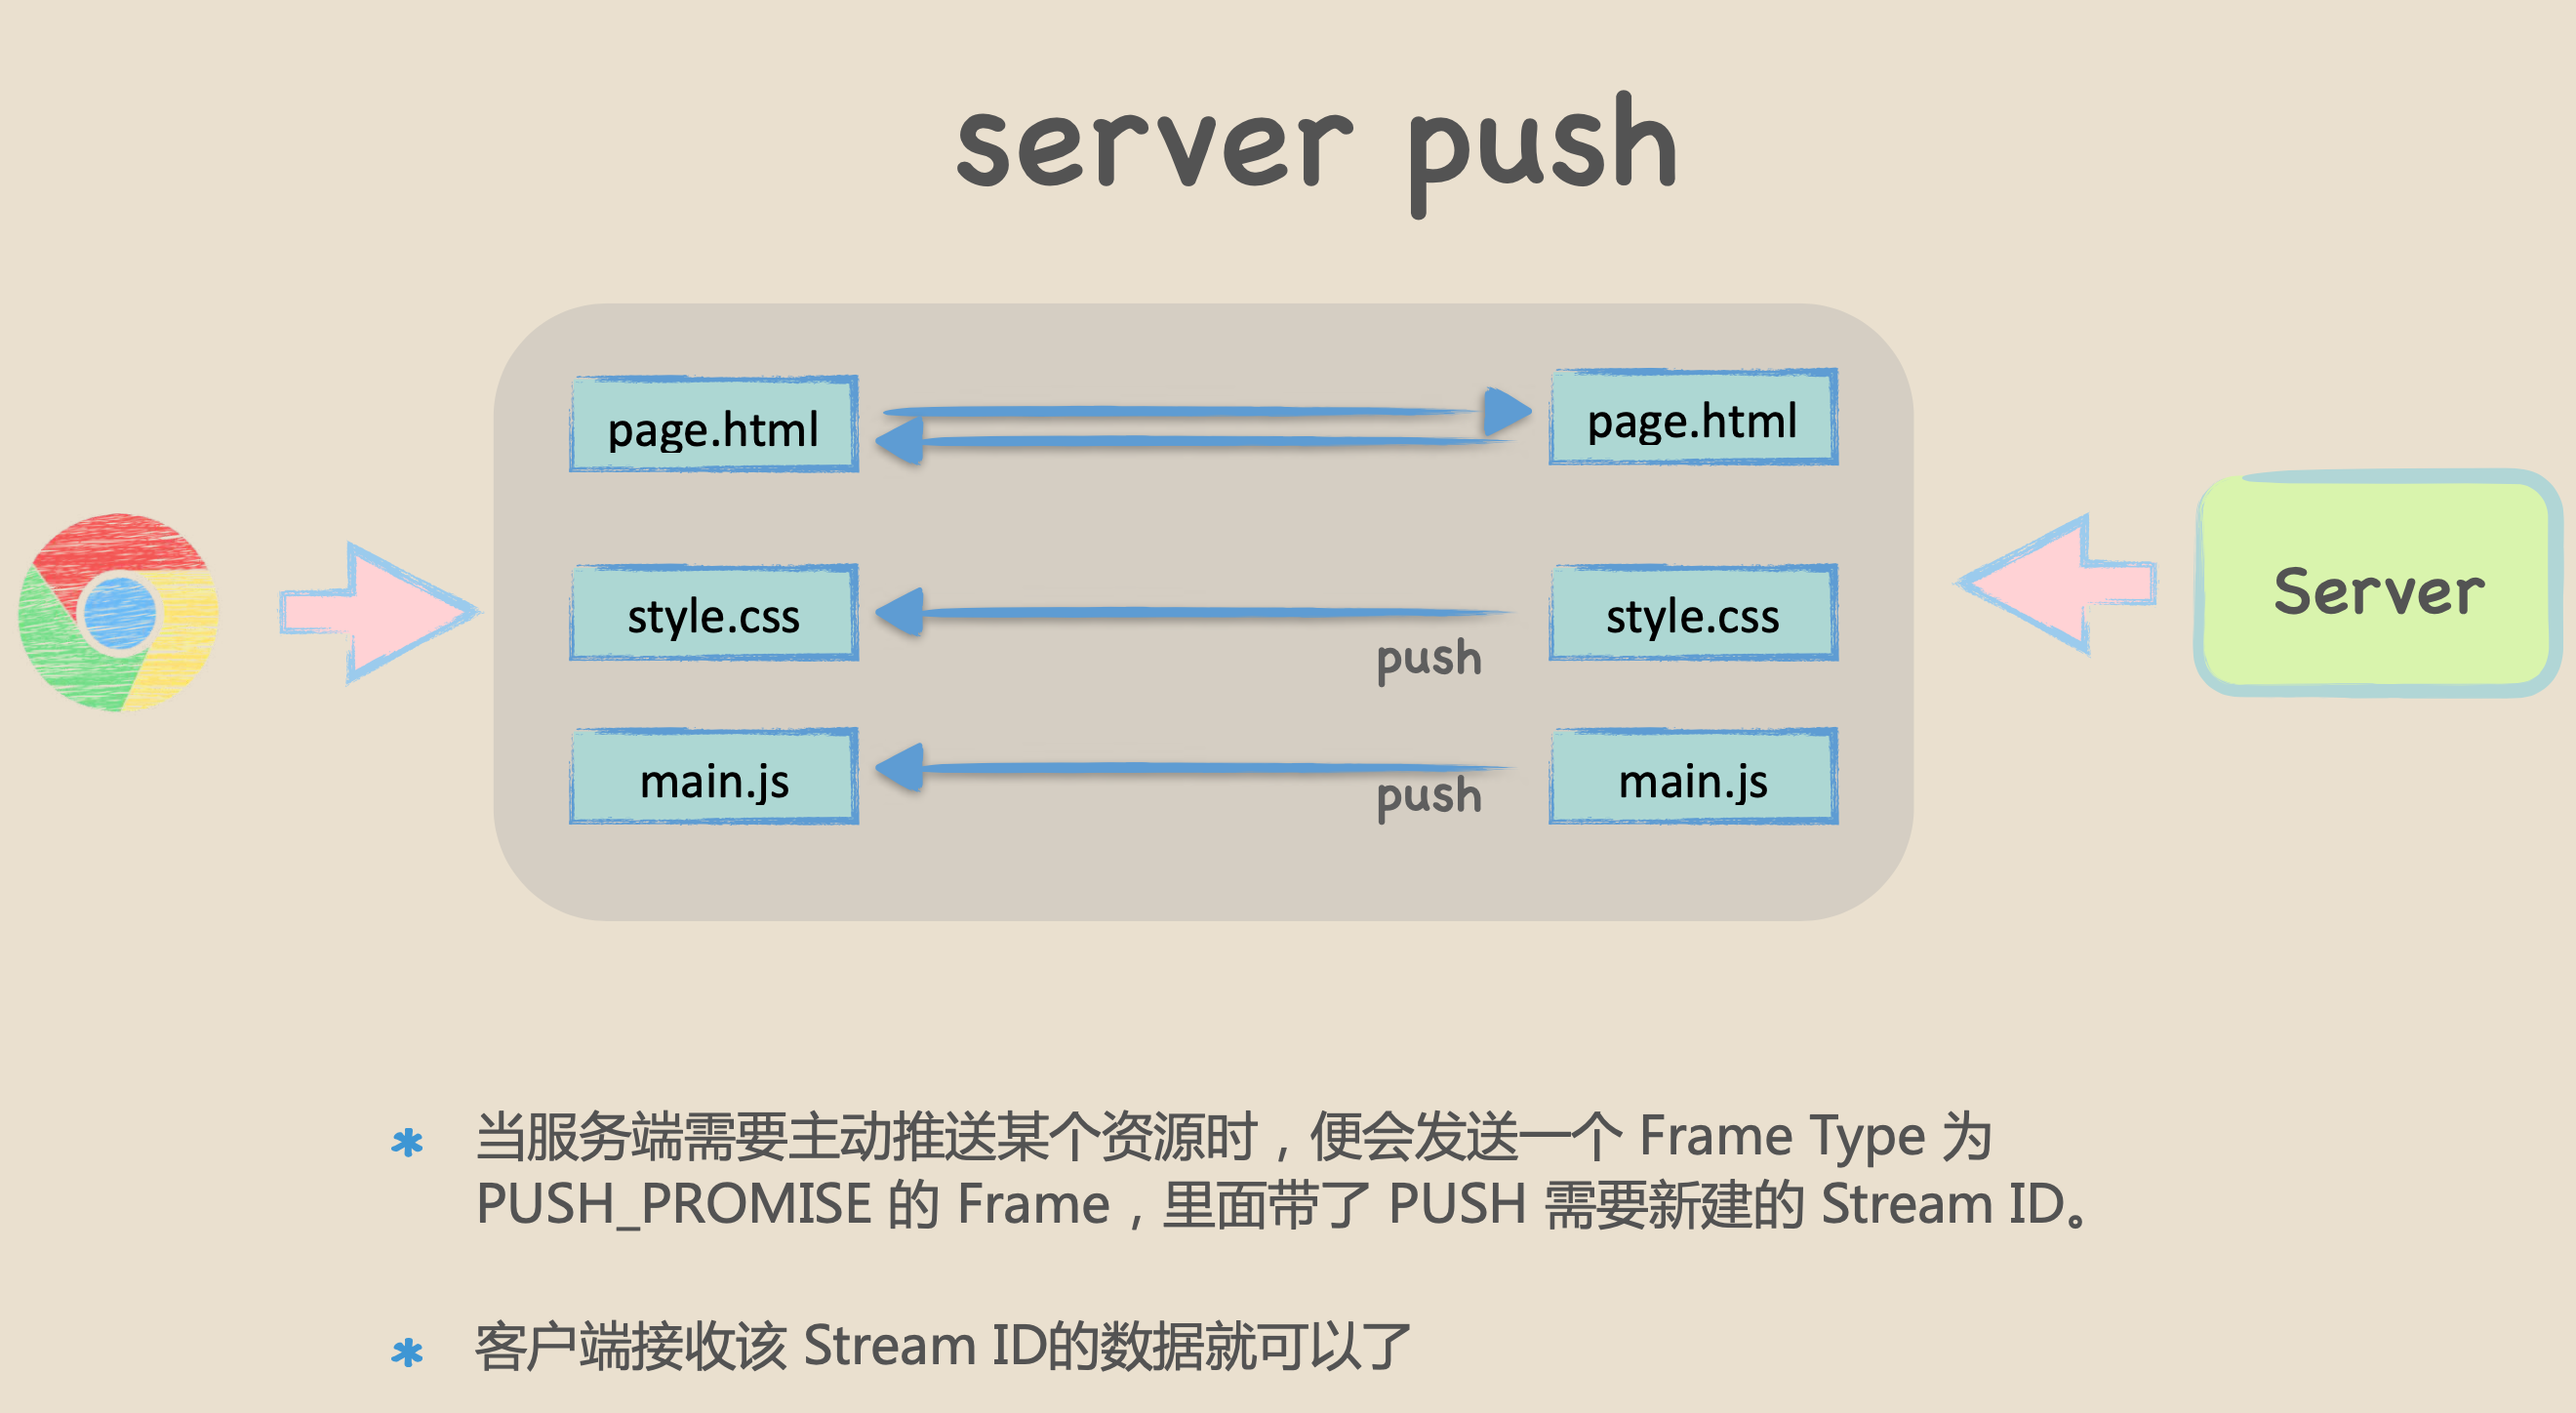 server push
page.html
page.html
style.css
style.css
push
Server
main.js
main.js
push
* 当服务端需要主动推送某个资源时，便会发送一个 Frame Type 为
PUSH_PROMISE 的 Frame，里面带了 PUSH 需要新建的 Stream ID。
* 客户端接收该 Stream ID的数据就可以了